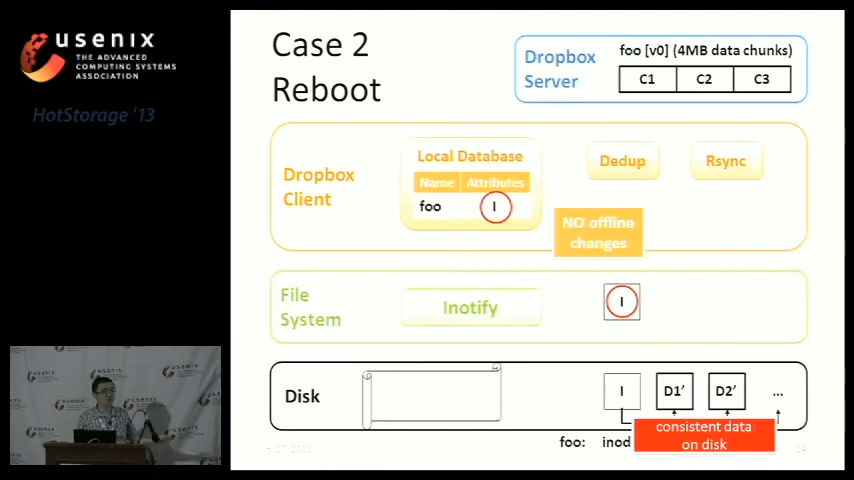 usenix
THE ADVANCED
COMPUTING SYSTEMS
ASSOCIATION
HotStorage '13
Case 2
Reboot
Dropbox
Server
foo [v0] (4MB data chunks)
C1 C2 C3
Dropbox
Client
Local Database
Name Attributes
foo I
Dedup
Rsync
NO offline
changes
File
System
Inotify
I
Disk
I D1' D2' ...
consistent data
on disk
foo: inod
24
usenix